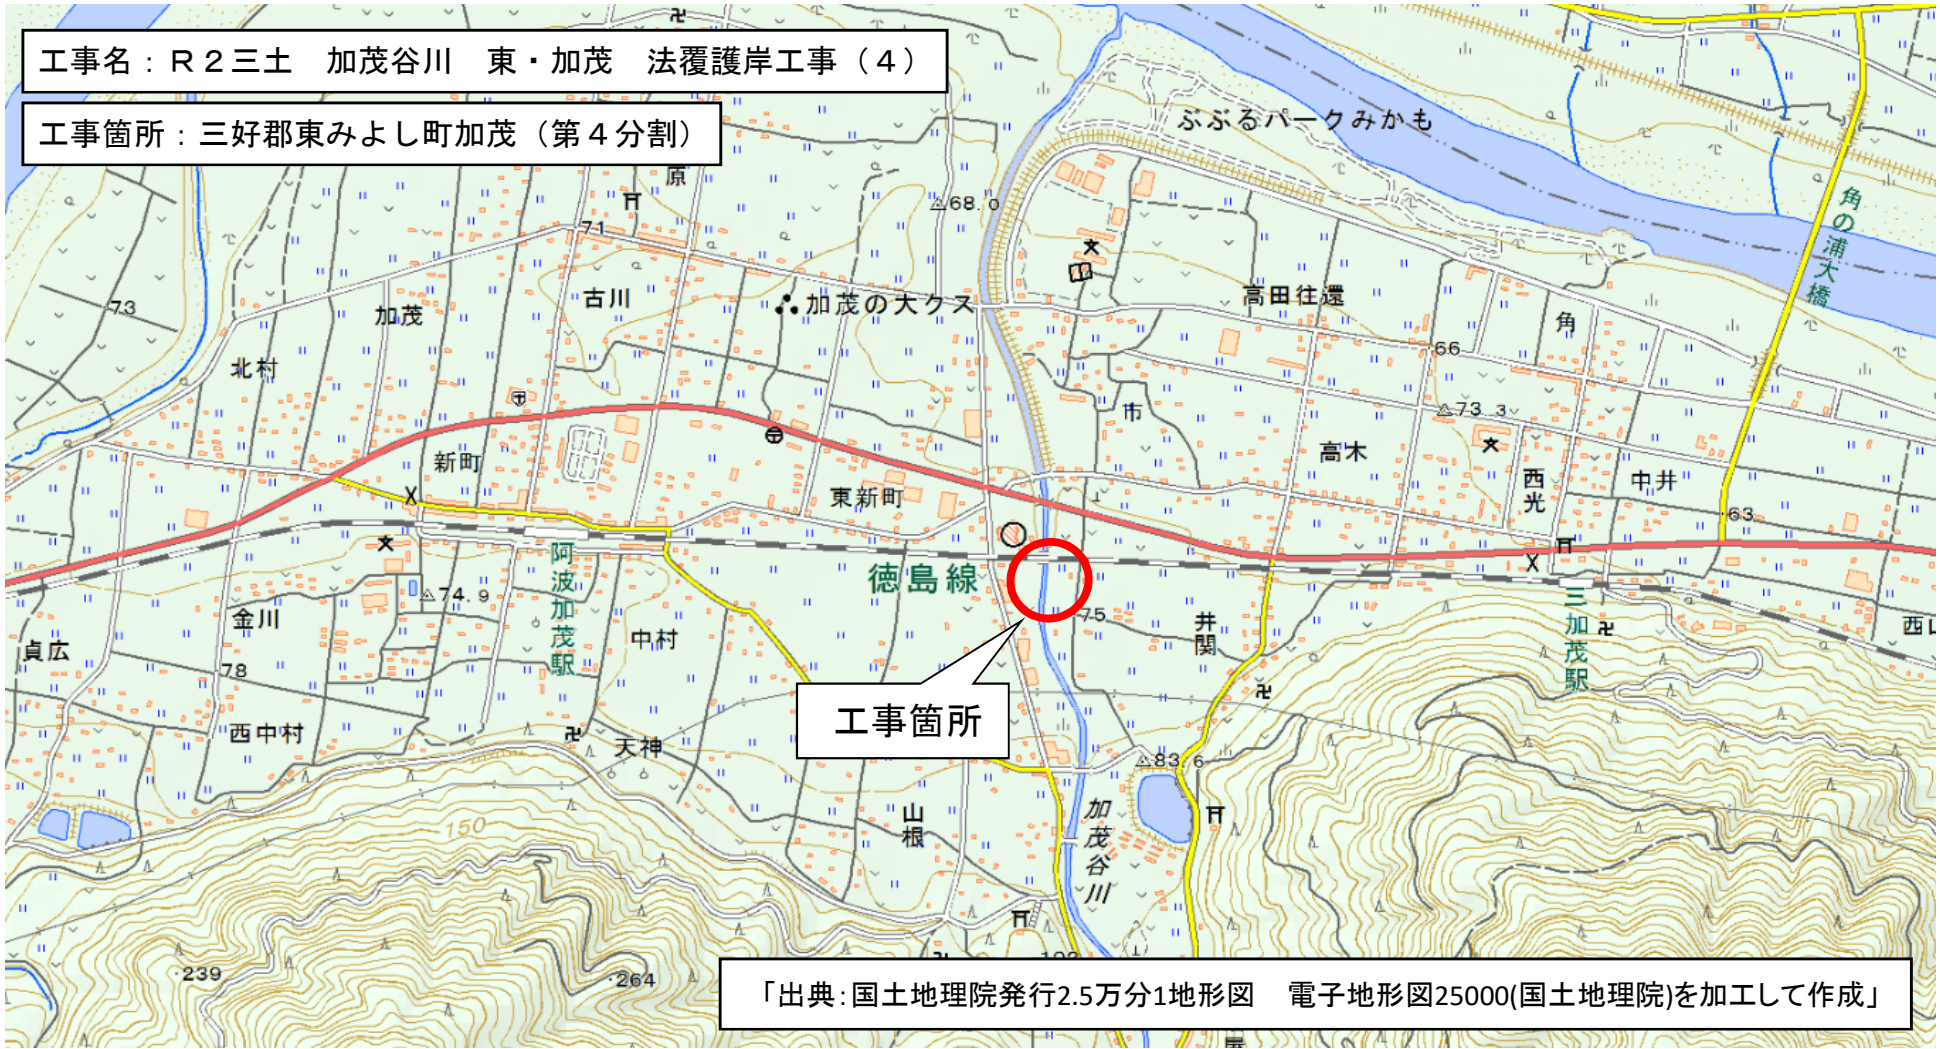 工事名：Ｒ２三土　加茂谷川　東・加茂　法覆護岸工事（４）
工事箇所：三好郡東みよし町加茂（第４分割）
ぶぶるパークみかも
原
68.0
角の浦大橋
71
古川
加茂の大クス
高田往還
73
加茂
角
北村
66
市
73.3
新町
東新町
高木
西光
中井
63
阿波加茂駅
徳島線
74.9
金川
中村
75
井関
三加茂駅
貞広
78
西山
西中村
天神
工事箇所
83.6
150
山根
加茂谷川
239
264
「出典：国土地理院発行2.5万分1地形図　電子地形図25000(国土地理院)を加工して作成」